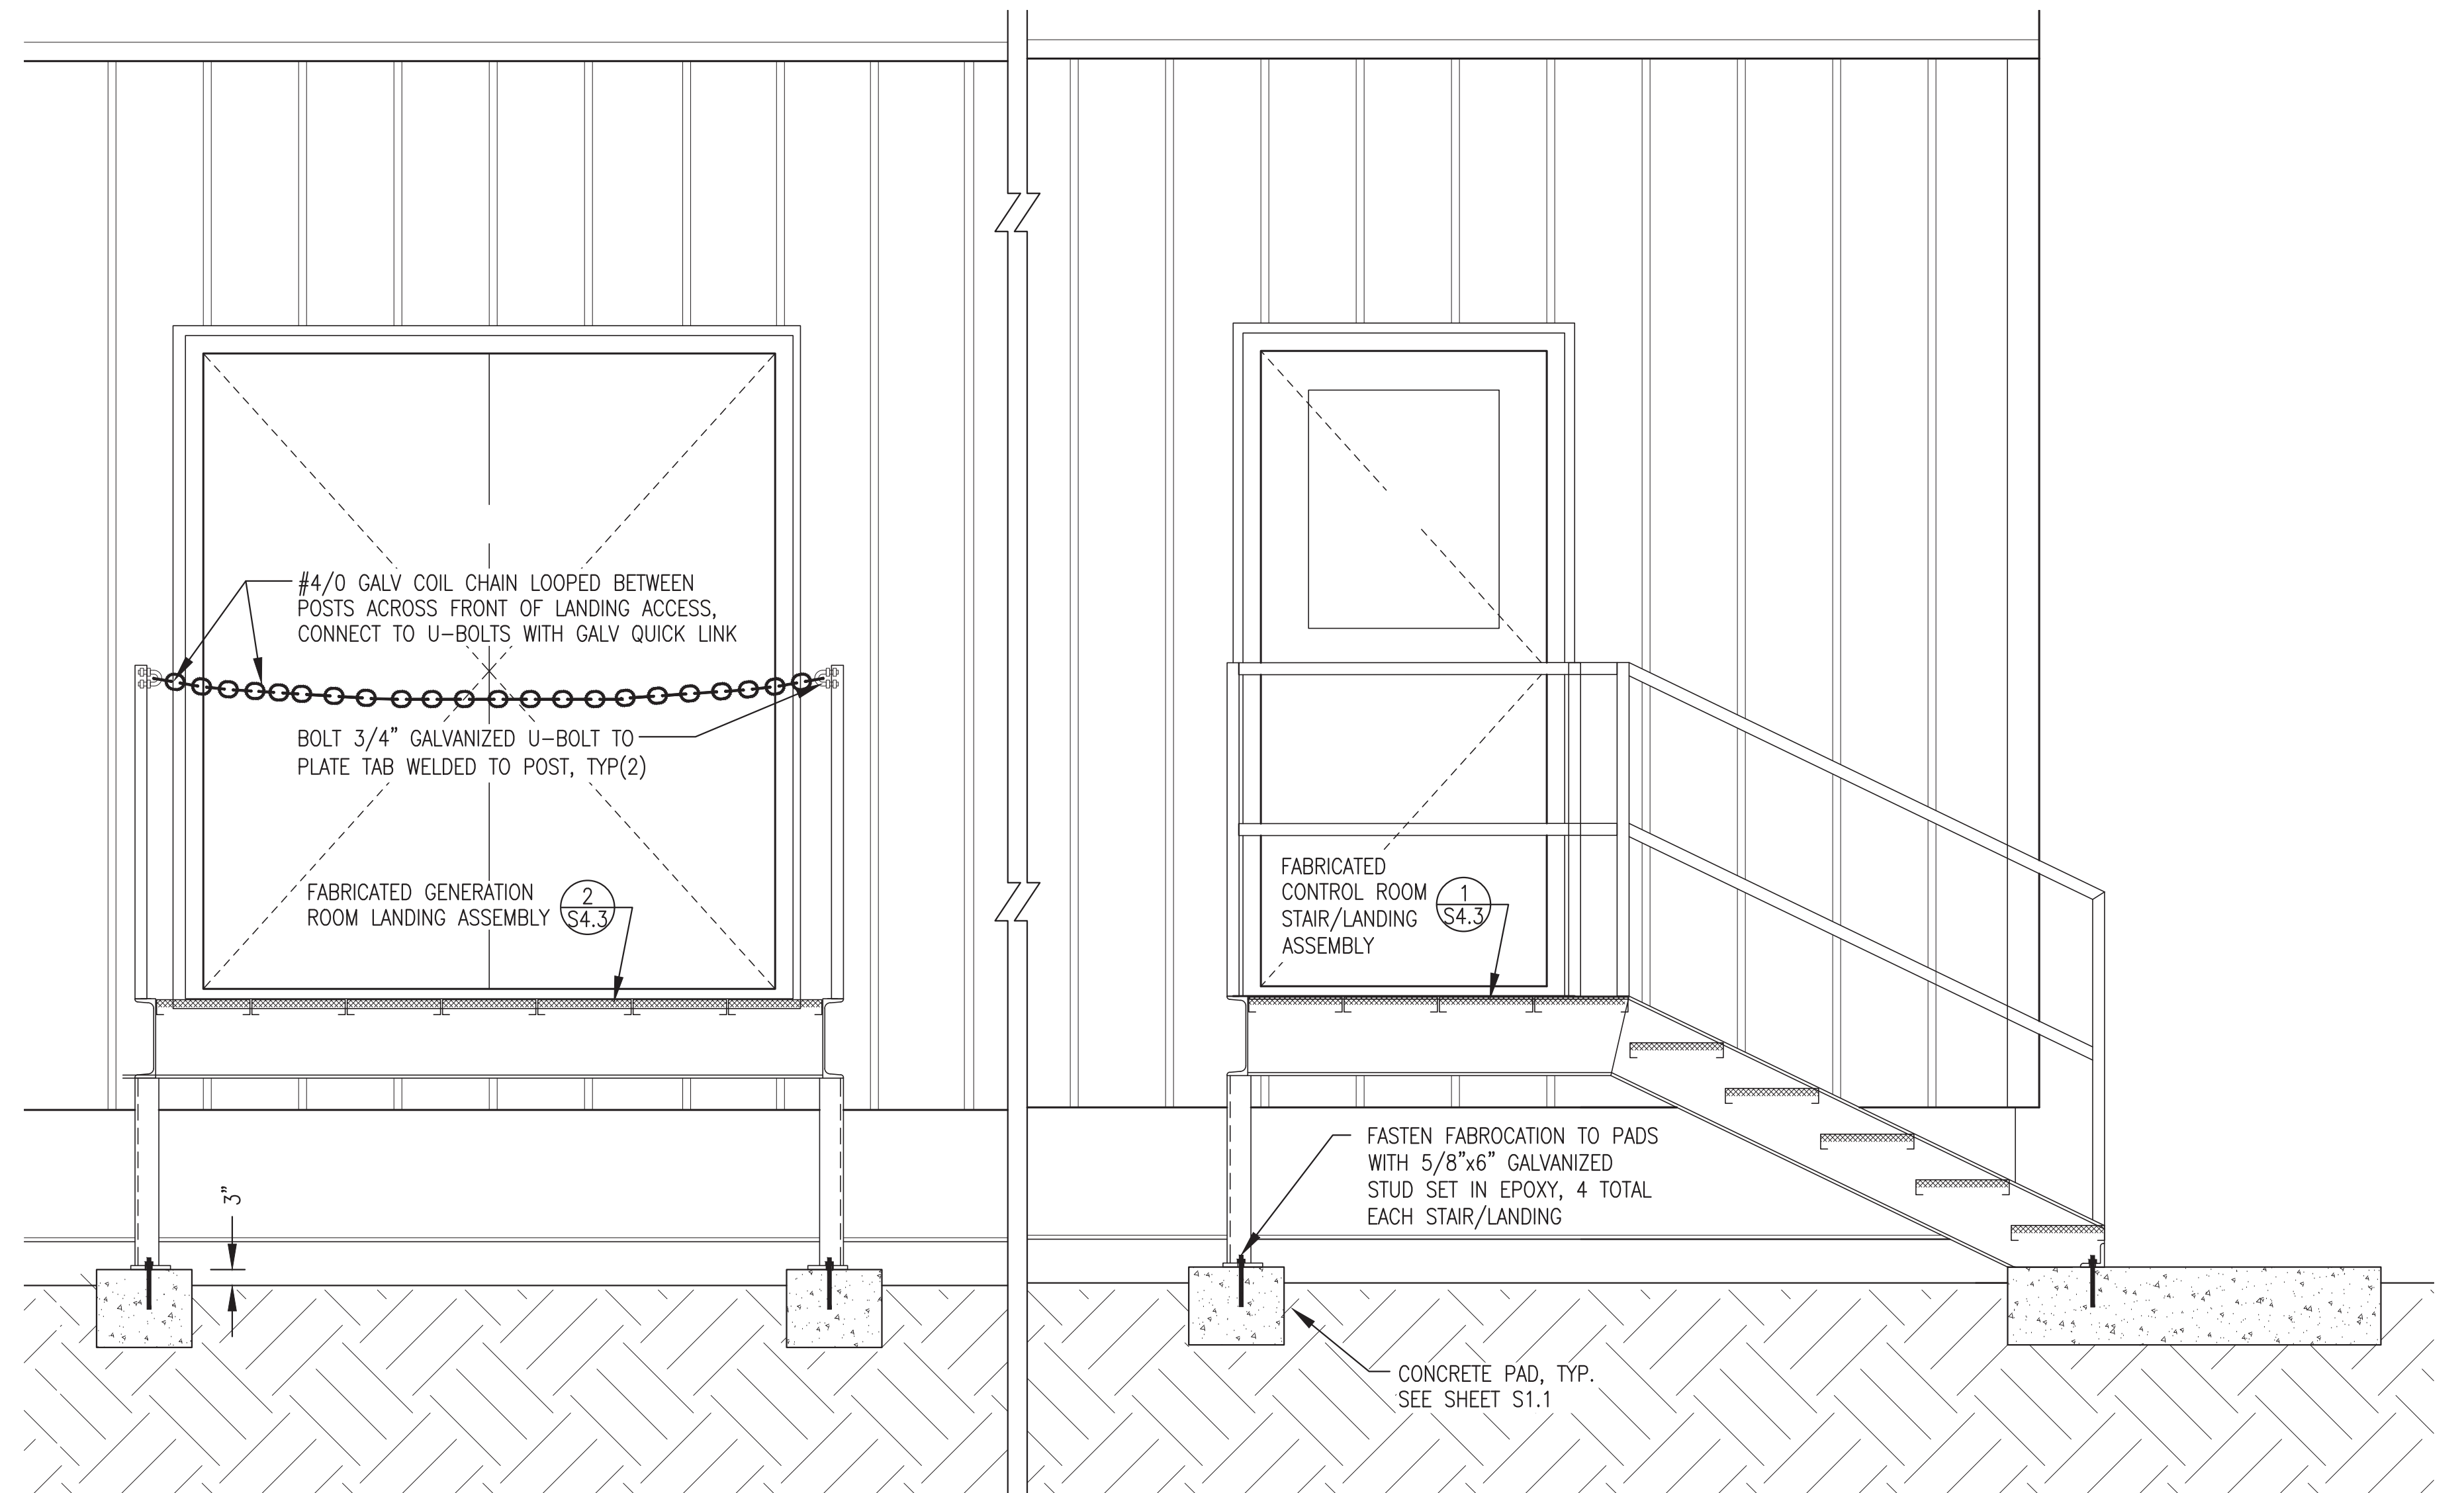 #4/0 GALV COIL CHAIN LOOPED BETWEEN
POSTS ACROSS FRONT OF LANDING ACCESS,
CONNECT TO U-BOLTS WITH GALV QUICK LINK
BOLT 3/4" GALVANIZED U-BOLT TO
PLATE TAB WELDED TO POST, TYP(2)
FABRICATED GENERATION
ROOM LANDING ASSEMBLY
2
S4.3
3"
FABRICATED
CONTROL ROOM
STAIR/LANDING
ASSEMBLY
1
S4.3
FASTEN FABROCATION TO PADS
WITH 5/8"x6" GALVANIZED
STUD SET IN EPOXY, 4 TOTAL
EACH STAIR/LANDING
CONCRETE PAD, TYP.
SEE SHEET S1.1